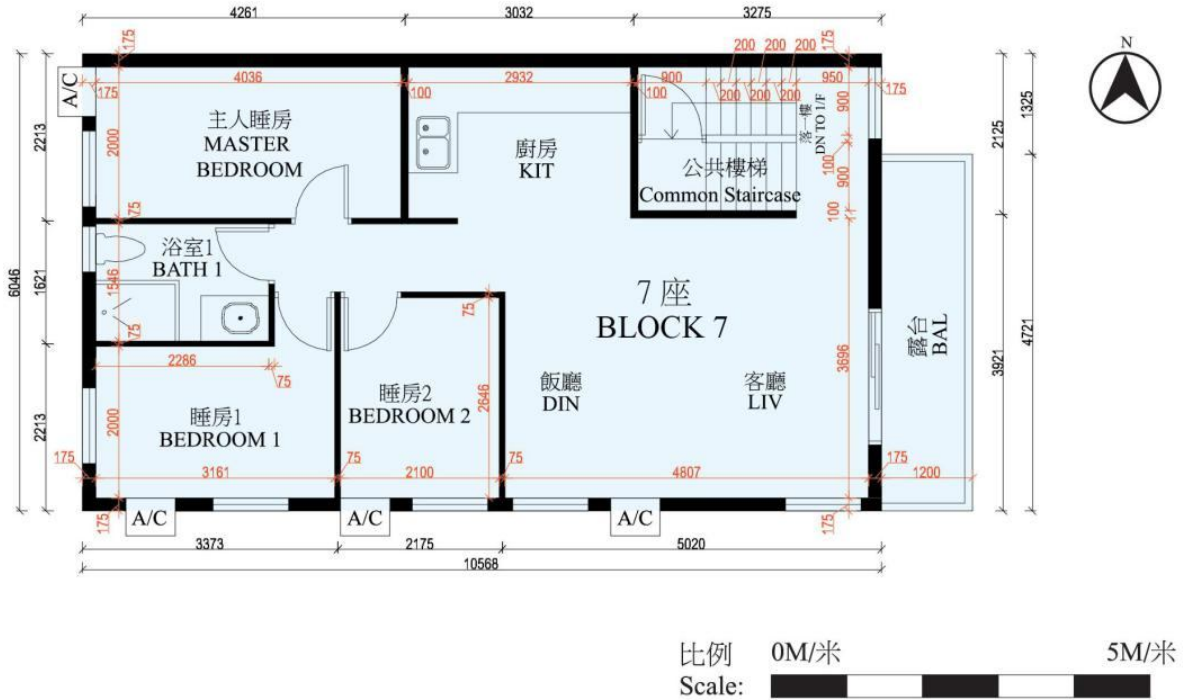 4261
3032
3275
N
175
200 200 200
175
A/C
175
4036
100
2932
100
900
200 200 200
950
175
主人睡房
MASTER
BEDROOM
2000
廚房
KIT
公共樓梯
Common Staircase
落一樓
DN TO 1/F
900
100
900
100
2213
2125
1325
75
浴室1
BATH 1
1546
75
6046
1621
7 座
BLOCK 7
75
2286
75
睡房1
BEDROOM 1
2000
睡房2
BEDROOM 2
2646
飯廳
DIN
客廳
LIV
3696
露台
BAL
3921
4721
2213
175
3161
75
2100
75
4807
175
1200
175
A/C
A/C
A/C
175
3373
2175
5020
10568
比例 0M/米 5M/米
Scale: